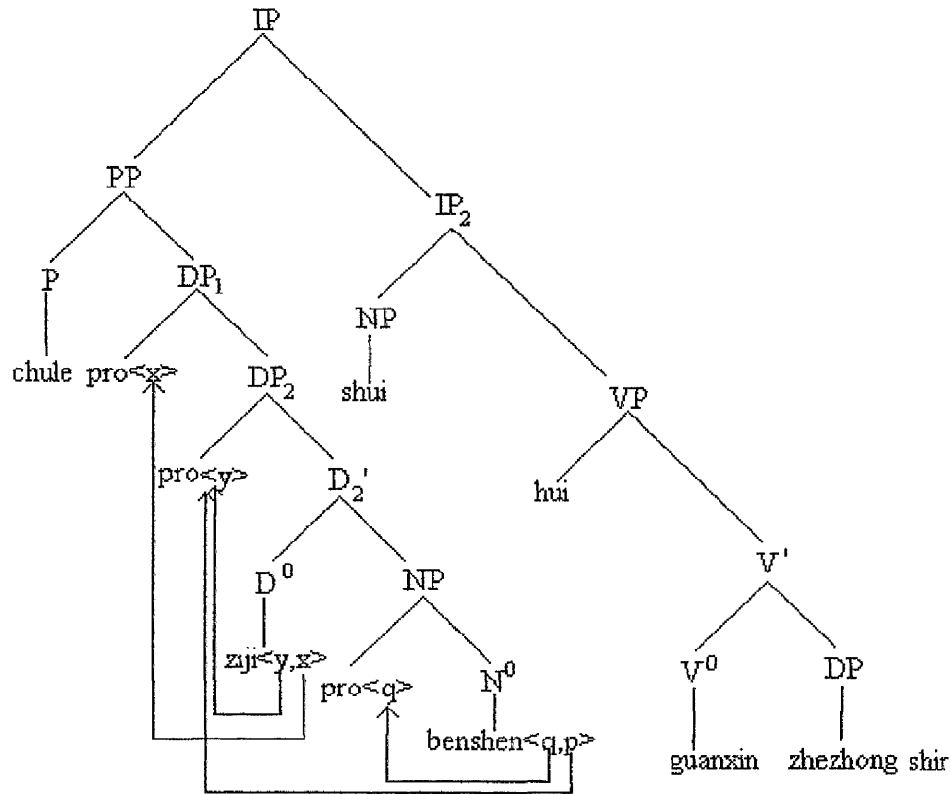 IP
PP
IP₂
P
DP₁
NP
chule pro<x>
DP₂
shui
VP
pro<y>
D₂'
hui
D⁰
NP
V'
ziji<y,x>
pro<q>
N⁰
V⁰
DP
benshen<q,p>
guanxin
zhezhong shir